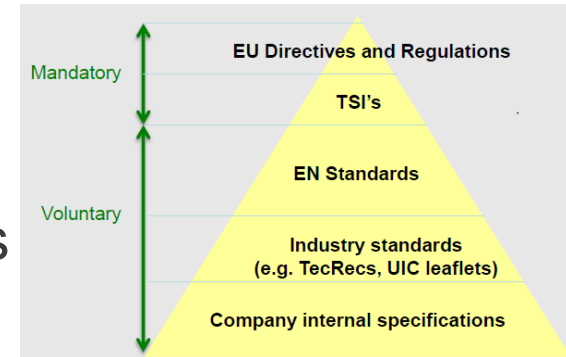 EU Directives and Regulations
Mandatory
TSI's
EN Standards
Voluntary
s
Industry standards
(e.g. TecRecs, UIC leaflets)
Company internal specifications